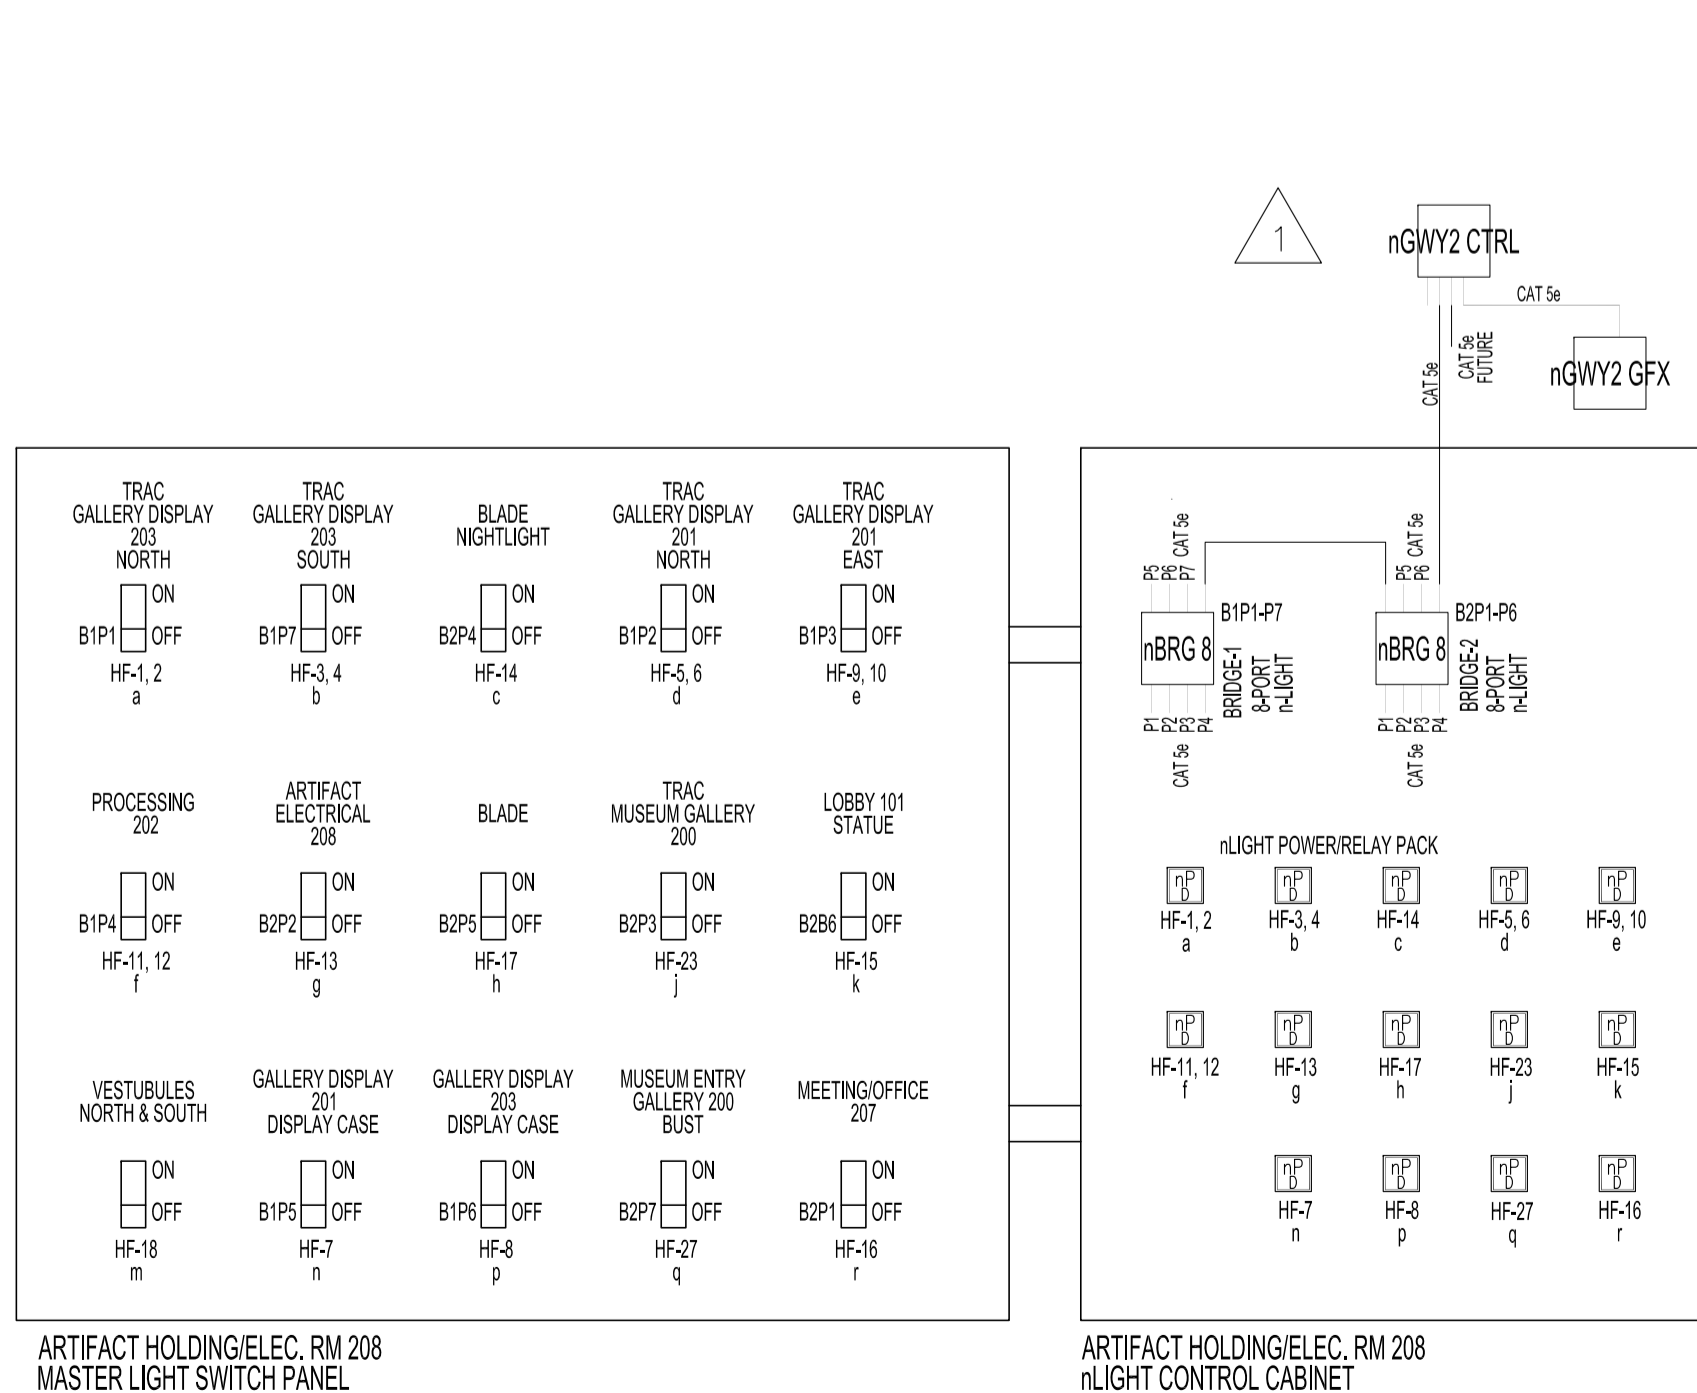 1
nGWY2 CTRL
CAT 5e
CAT 5e
FUTURE
CAT 5e
nGWY2 GFX
TRAC
GALLERY DISPLAY
203
NORTH
ON
B1P1
OFF
HF-1, 2
a
TRAC
GALLERY DISPLAY
203
SOUTH
ON
B1P7
OFF
HF-3, 4
b
BLADE
NIGHTLIGHT
ON
B2P4
OFF
HF-14
c
TRAC
GALLERY DISPLAY
201
NORTH
ON
B1P2
OFF
HF-5, 6
d
TRAC
GALLERY DISPLAY
201
EAST
ON
B1P3
OFF
HF-9, 10
e
PROCESSING
202
ON
B1P4
OFF
HF-11, 12
f
ARTIFACT
ELECTRICAL
208
ON
B2P2
OFF
HF-13
g
BLADE
ON
B2P5
OFF
HF-17
h
TRAC
MUSEUM GALLERY
200
ON
B2P3
OFF
HF-23
j
LOBBY 101
STATUE
ON
B2B6
OFF
HF-15
k
VESTUBULES
NORTH & SOUTH
ON
OFF
HF-18
m
GALLERY DISPLAY
201
DISPLAY CASE
ON
B1P5
OFF
HF-7
n
GALLERY DISPLAY
203
DISPLAY CASE
ON
B1P6
OFF
HF-8
p
MUSEUM ENTRY
GALLERY 200
BUST
ON
B2P7
OFF
HF-27
q
MEETING/OFFICE
207
ON
B2P1
OFF
HF-16
r
ARTIFACT HOLDING/ELEC. RM 208
MASTER LIGHT SWITCH PANEL
P5
P6
P7
CAT 5e
B1P1-P7
nBRG 8
BRIDGE-1
8-PORT
n-LIGHT
P1
P2
P3
P4
CAT 5e
P5
P6
CAT 5e
B2P1-P6
nBRG 8
BRIDGE-2
8-PORT
n-LIGHT
P1
P2
P3
P4
CAT 5e
nLIGHT POWER/RELAY PACK
nP
D
HF-1, 2
a
nP
D
HF-3, 4
b
nP
D
HF-14
c
nP
D
HF-5, 6
d
nP
D
HF-9, 10
e
nP
D
HF-11, 12
f
nP
D
HF-13
g
nP
D
HF-17
h
nP
D
HF-23
j
nP
D
HF-15
k
nP
D
HF-7
n
nP
D
HF-8
p
nP
D
HF-27
q
nP
D
HF-16
r
ARTIFACT HOLDING/ELEC. RM 208
nLIGHT CONTROL CABINET